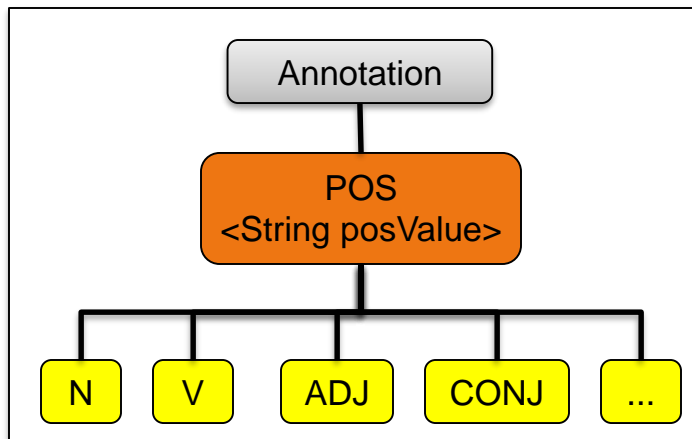 Annotation
POS
<String posValue>
N
V
ADJ
CONJ
...